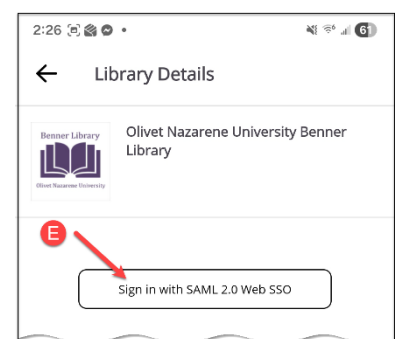 2:26
61
Library Details
Benner Library
Olivet Nazarene University
Olivet Nazarene University Benner
Library
E
Sign in with SAML 2.0 Web SSO